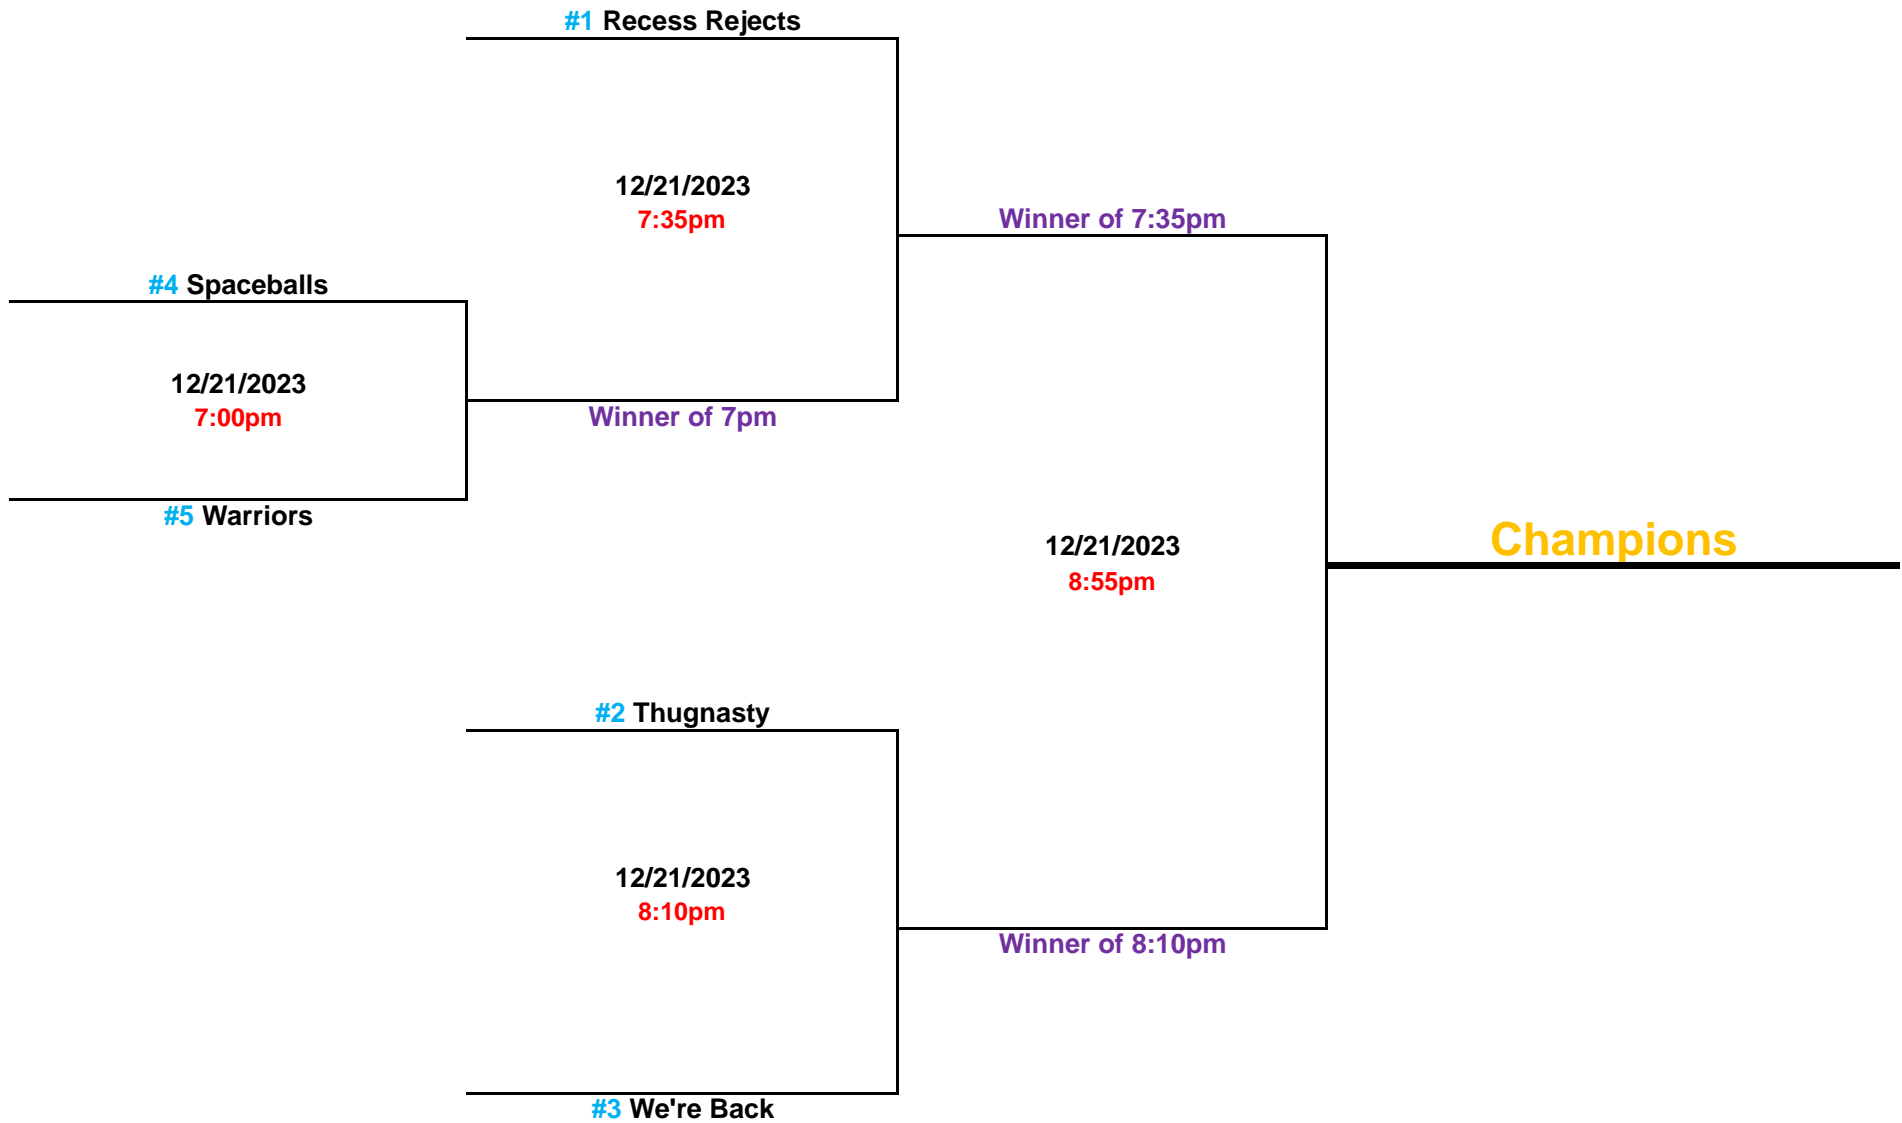 #1 Recess Rejects
12/21/2023
7:35pm
Winner of 7:35pm
#4 Spaceballs
12/21/2023
7:00pm
Winner of 7pm
#5 Warriors
12/21/2023
8:55pm
Champions
#2 Thugnasty
12/21/2023
8:10pm
Winner of 8:10pm
#3 We're Back